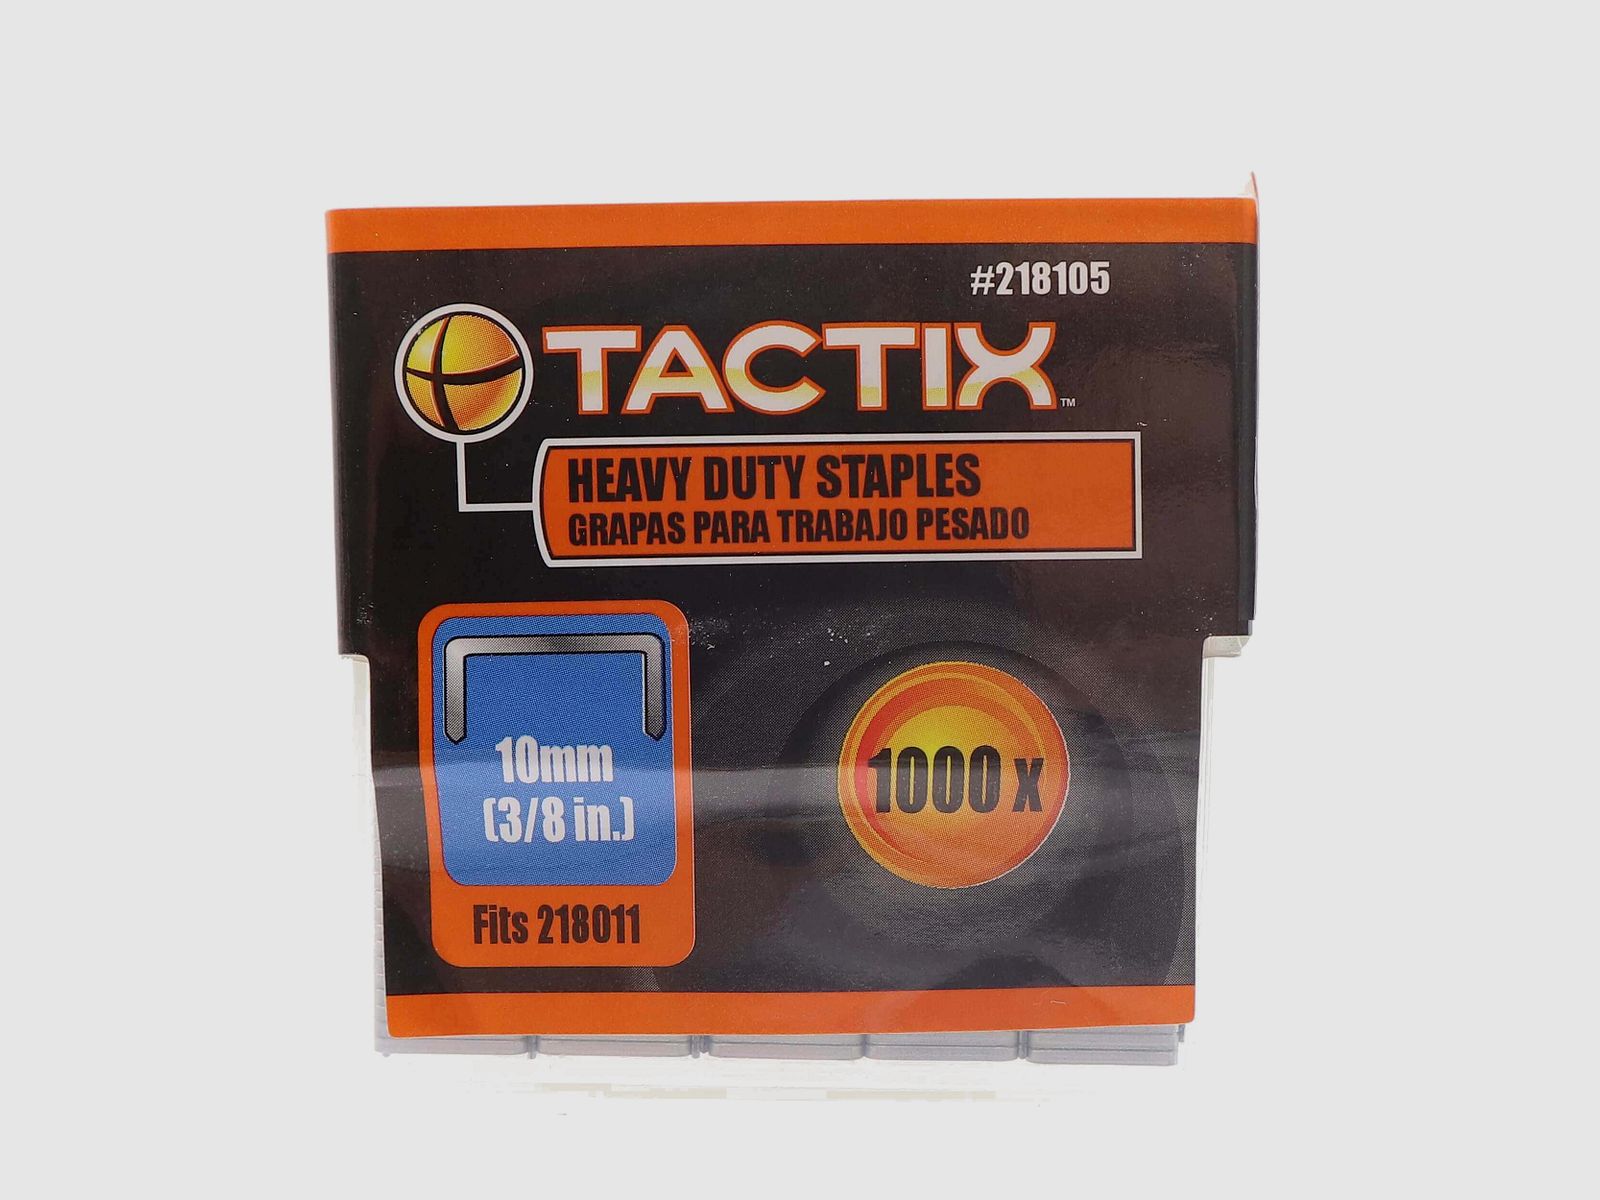 #218105
TACTIX™
HEAVY DUTY STAPLES
GRAPAS PARA TRABAJO PESADO
10mm
(3/8 in.)
1000 x
Fits 218011